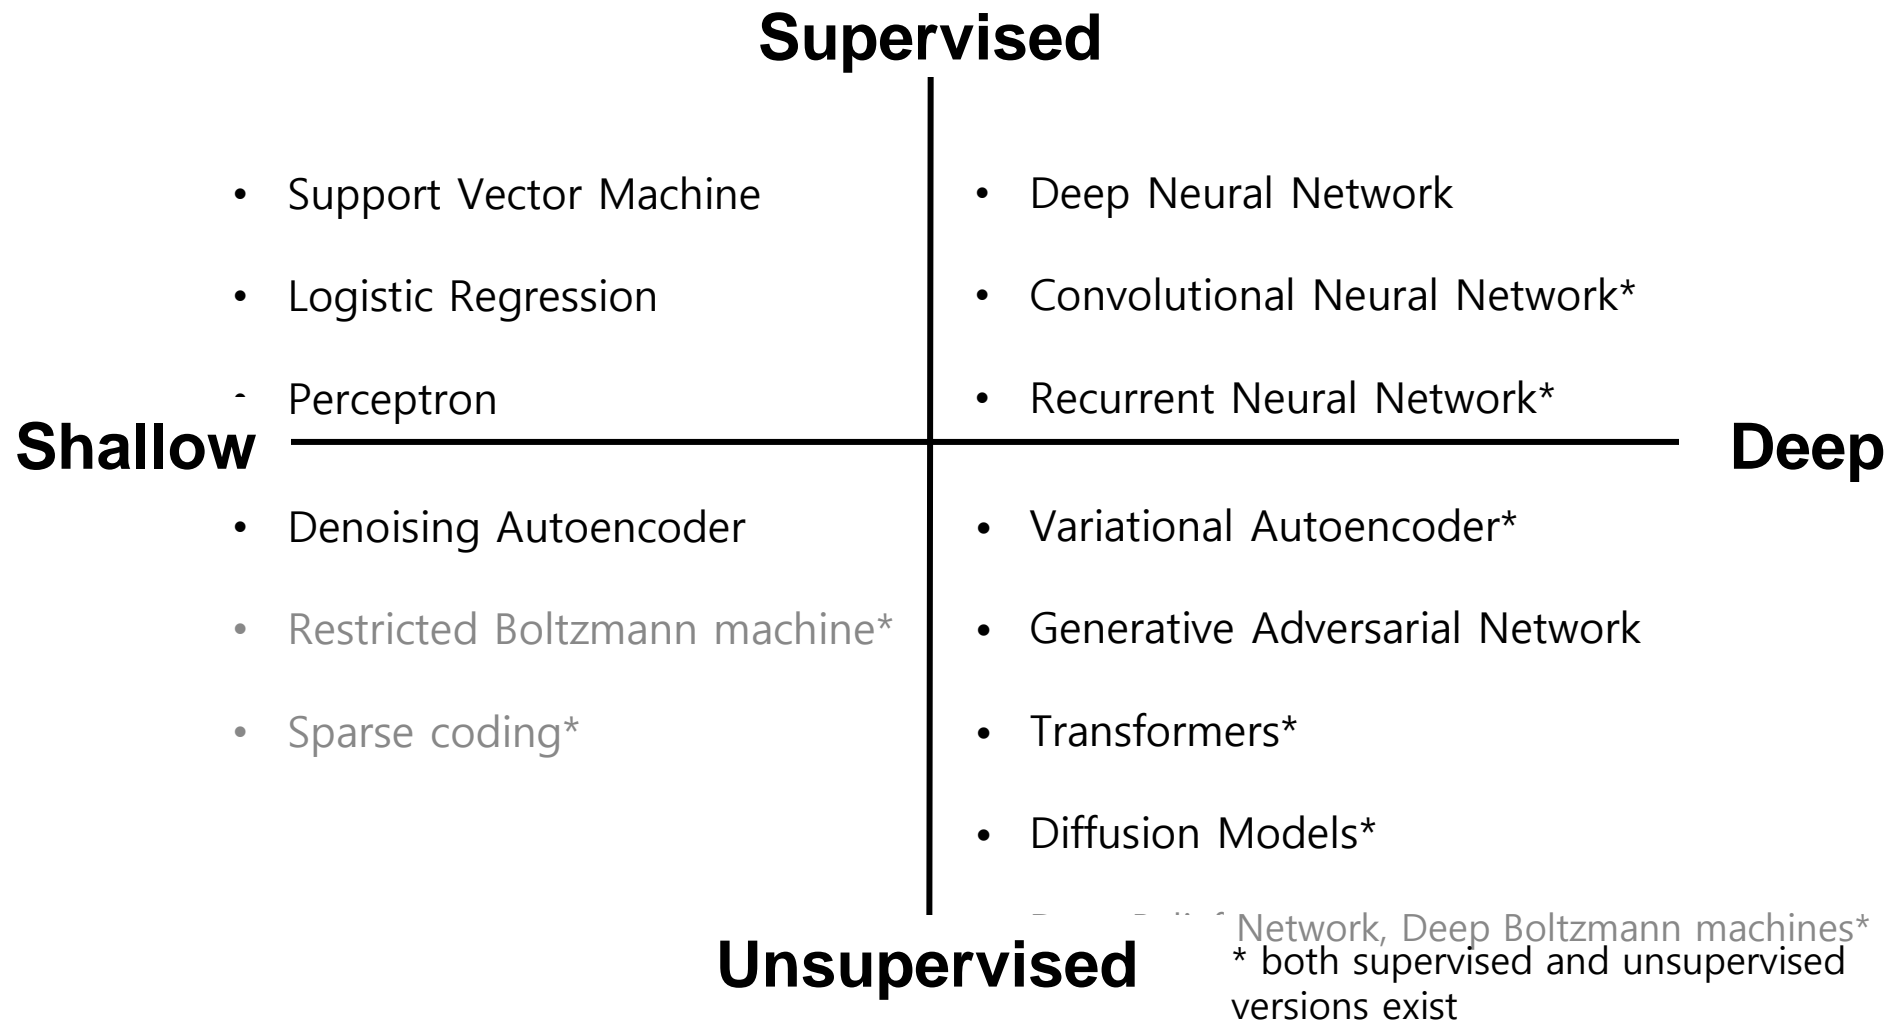 Supervised
• Support Vector Machine
• Logistic Regression
• Perceptron
• Deep Neural Network
• Convolutional Neural Network*
• Recurrent Neural Network*
Shallow
Deep
• Denoising Autoencoder
• Restricted Boltzmann machine*
• Sparse coding*
• Variational Autoencoder*
• Generative Adversarial Network
• Transformers*
• Diffusion Models*
Network, Deep Boltzmann machines*
Unsupervised
* both supervised and unsupervised
versions exist